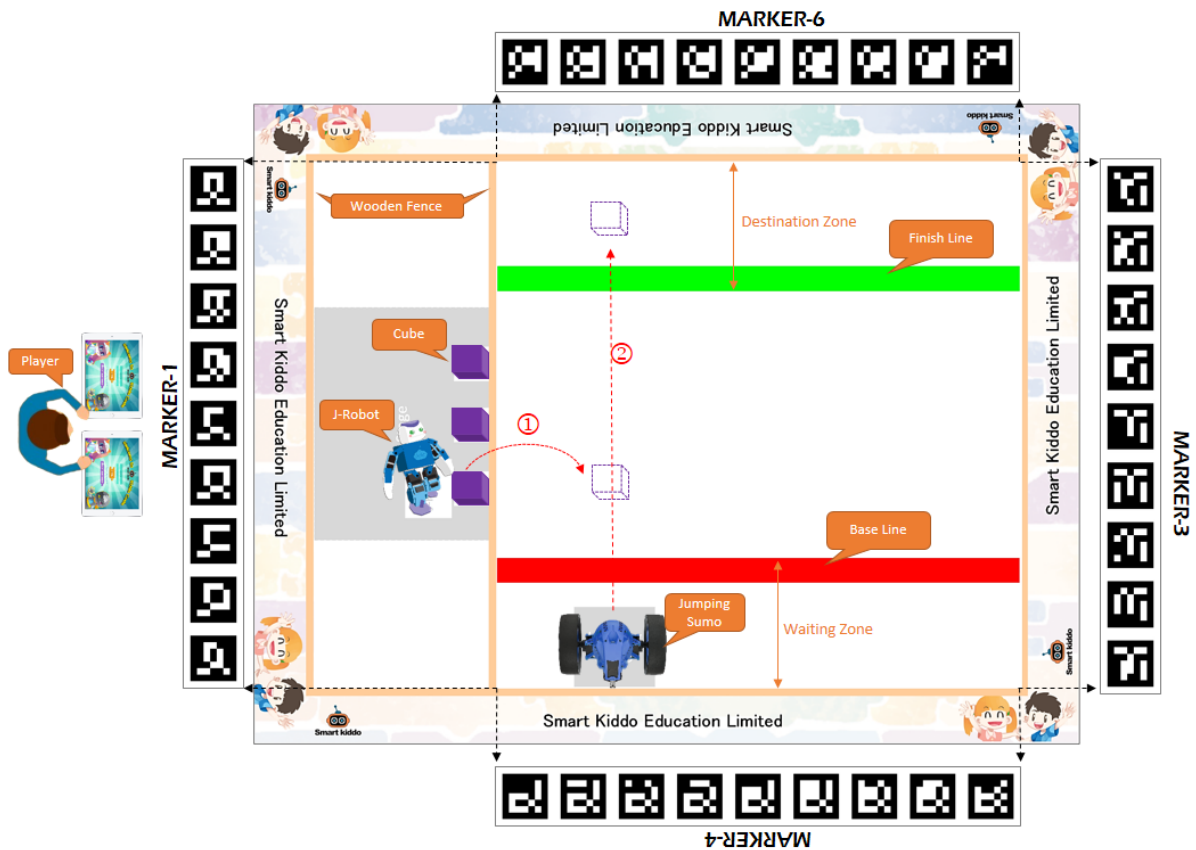 MARKER-6
Smart Kiddo Education Limited
Smart kiddo
Smart kiddo
Wooden Fence
Destination Zone
Finish Line
Cube
Player
MARKER-1
J-Robot
ge
②
①
Smart Kiddo Education Limited
Smart Kiddo Education Limited
MARKER-3
Base Line
Jumping
Sumo
Waiting Zone
Smart kiddo
Smart kiddo
Smart Kiddo Education Limited
MARKER-4